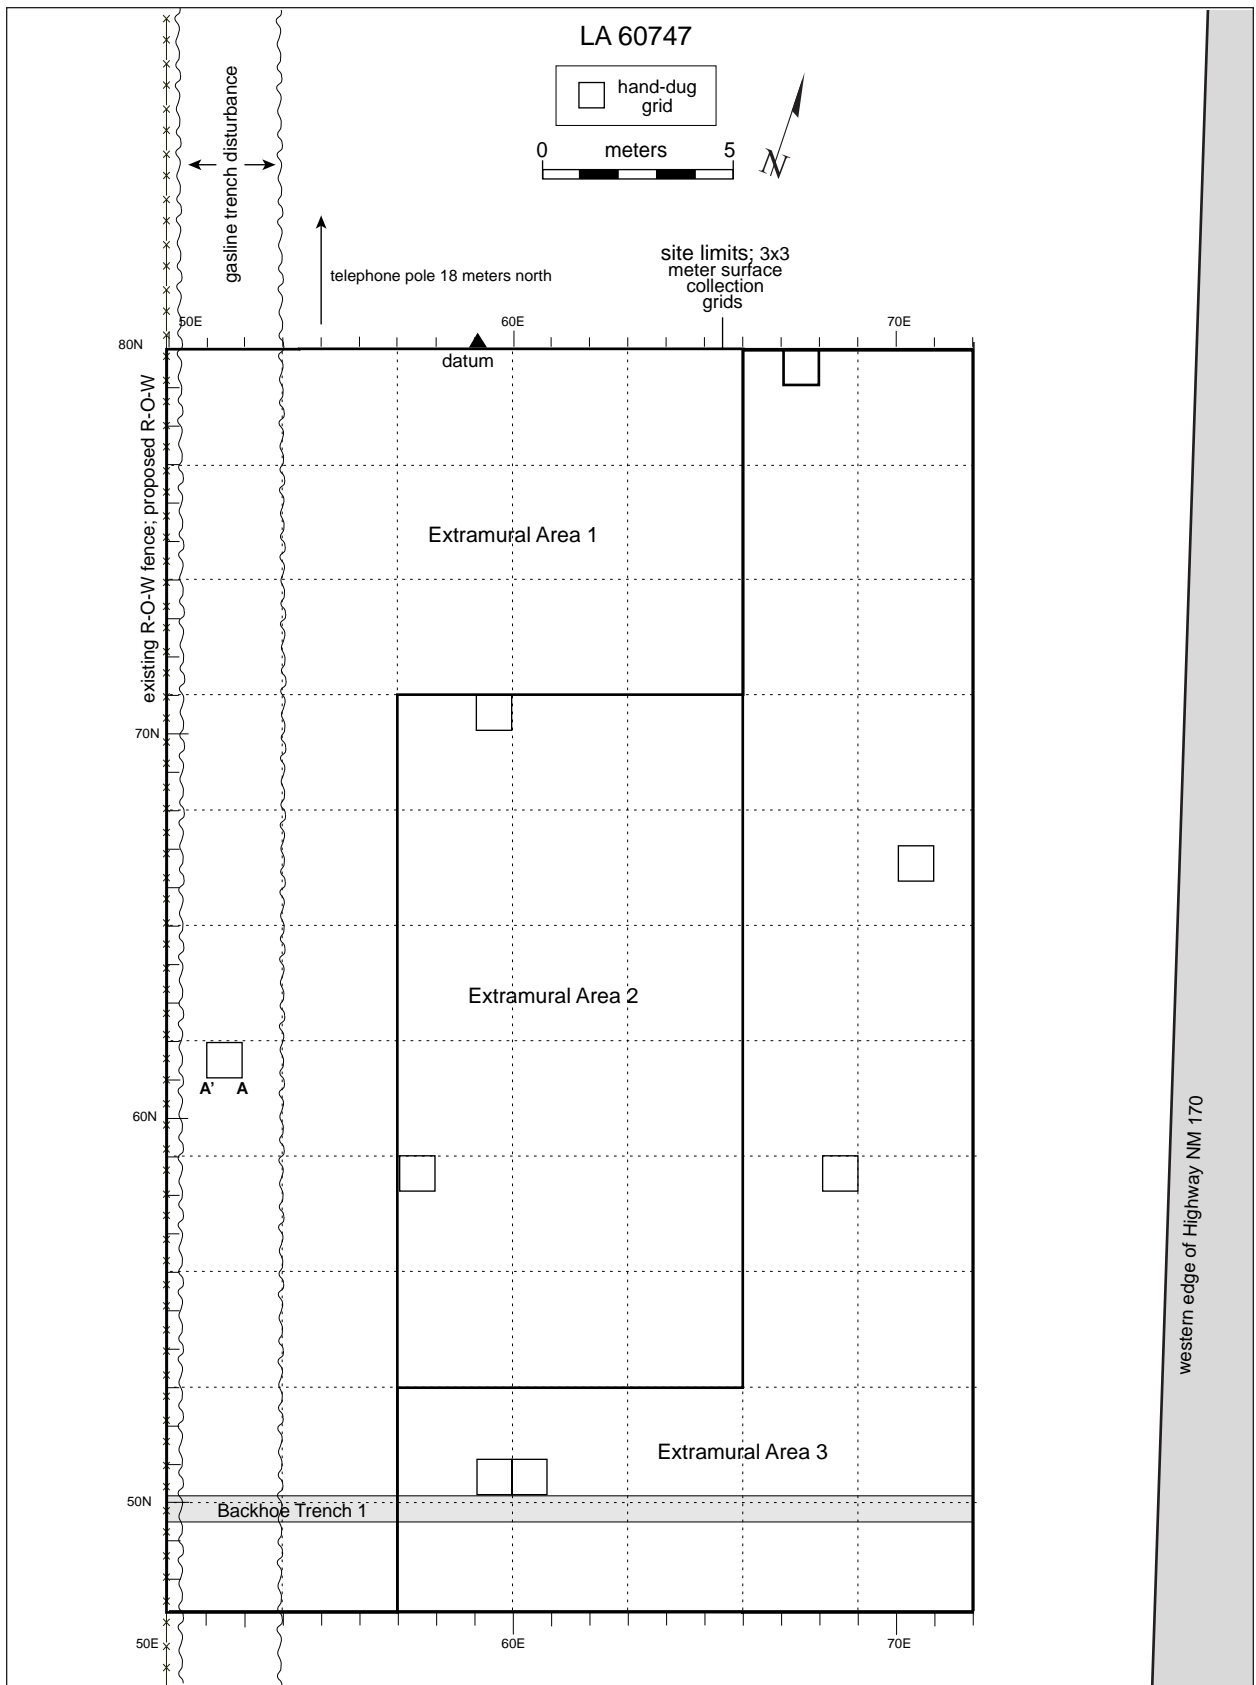 LA 60747
hand-dug
grid
0 meters 5
N
gasline trench disturbance
telephone pole 18 meters north
site limits; 3x3
meter surface
collection
grids
50E 60E 70E
80N
datum
existing R-O-W fence; proposed R-O-W
Extramural Area 1
70N
Extramural Area 2
A' A
60N
western edge of Highway NM 170
Extramural Area 3
50N
Backhoe Trench 1
50E 60E 70E